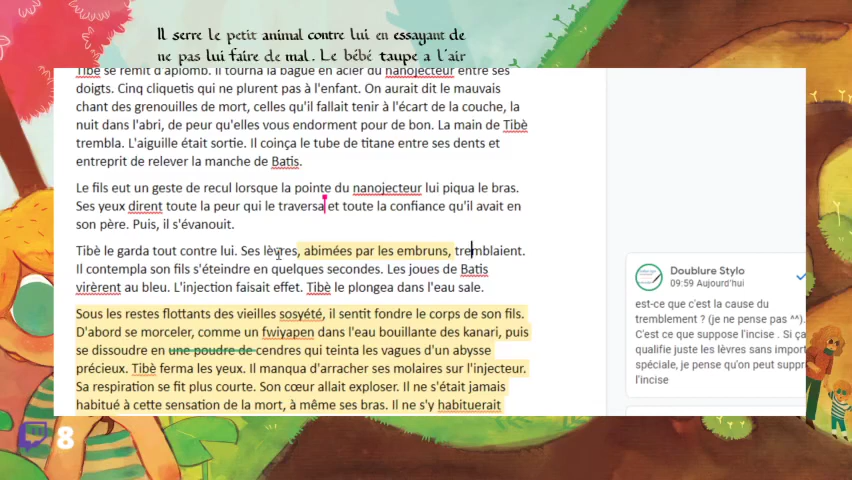 Il serre le petit animal contre lui en essayant de
ne pas lui faire de mal. Le bébé taupe a l'air
Tibè se remit d'aplomb. Il tourna la bague en acier du nanojecteur entre ses
doigts. Cinq cliquetis qui ne plurent pas à l'enfant. On aurait dit le mauvais
chant des grenouilles de mort, celles qu'il fallait tenir à l'écart de la couche, la
nuit dans l'abri, de peur qu'elles vous endorment pour de bon. La main de Tibè
trembla. L'aiguille était sortie. Il coinça le tube de titane entre ses dents et
entreprit de relever la manche de Batis.
Le fils eut un geste de recul lorsque la pointe du nanojecteur lui piqua le bras.
Ses yeux dirent toute la peur qui le traversa et toute la confiance qu'il avait en
son père. Puis, il s'évanouit.
Tibè le garda tout contre lui. Ses lèvres, abimées par les embruns, tremblaient.
Il contempla son fils s'éteindre en quelques secondes. Les joues de Batis
virèrent au bleu. L'injection faisait effet. Tibè le plongea dans l'eau sale.
Sous les restes flottants des vieilles sosyété, il sentit fondre le corps de son fils.
D'abord se morceler, comme un fwiyapen dans l'eau bouillante des kanari, puis
se dissoudre en une poudre de cendres qui teinta les vagues d'un abysse
précieux. Tibè ferma les yeux. Il manqua d'arracher ses molaires sur l'injecteur.
Sa respiration se fit plus courte. Son cœur allait exploser. Il ne s'était jamais
habitué à cette sensation de la mort, à même ses bras. Il ne s'y habituerait
Doublure Stylo
09:59 Aujourd'hui
est-ce que c'est la cause du
tremblement ? (je ne pense pas ^^).
C'est ce que suppose l'incise . Si ça
qualifie juste les lèvres sans import
spéciale, je pense qu'on peut suppr
l'incise
8